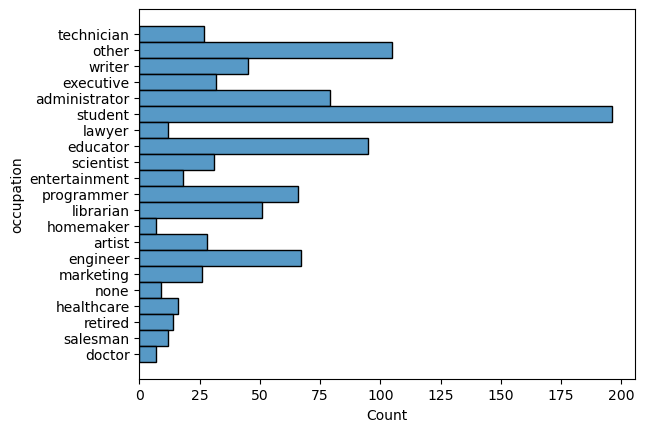 technician
other
writer
executive
administrator
student
lawyer
educator
scientist
entertainment
programmer
librarian
homemaker
artist
engineer
marketing
none
healthcare
retired
salesman
doctor
occupation
0 25 50 75 100 125 150 175 200
Count